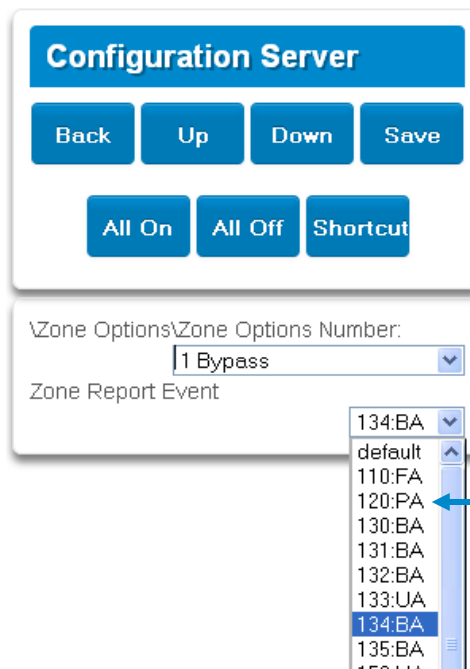 Configuration Server
Back Up Down Save
All On All Off Shortcut
\Zone Options\Zone Options Number:
1 Bypass
Zone Report Event
134:BA
default
110:FA
120:PA
130:BA
131:BA
132:BA
133:UA
134:BA
135:BA